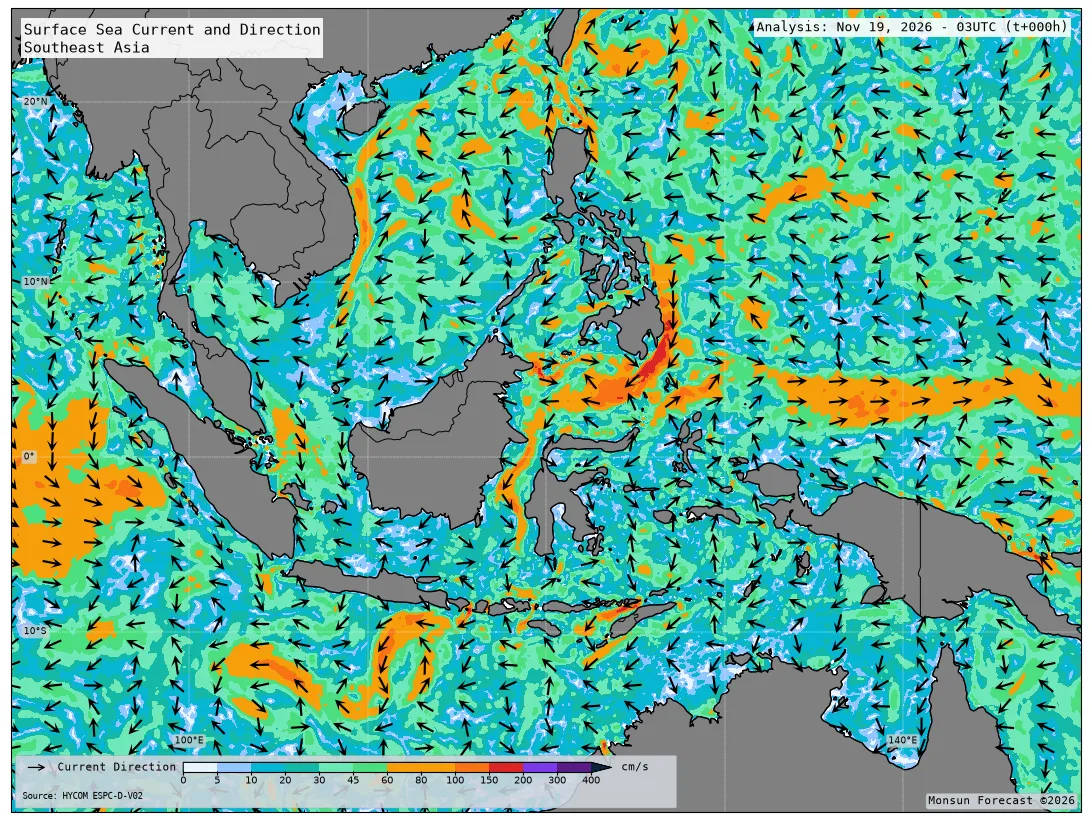 Surface Sea Current and Direction
Southeast Asia
Analysis: Nov 19, 2026 - 03UTC (t+000h)
20°N
10°N
0°
10°S
100°E
140°E
Current Direction
0 5 10 20 30 45 60 80 100 150 200 300 400
cm/s
Source: HYCOM ESPC-D-V02
Monsun Forecast ©2026